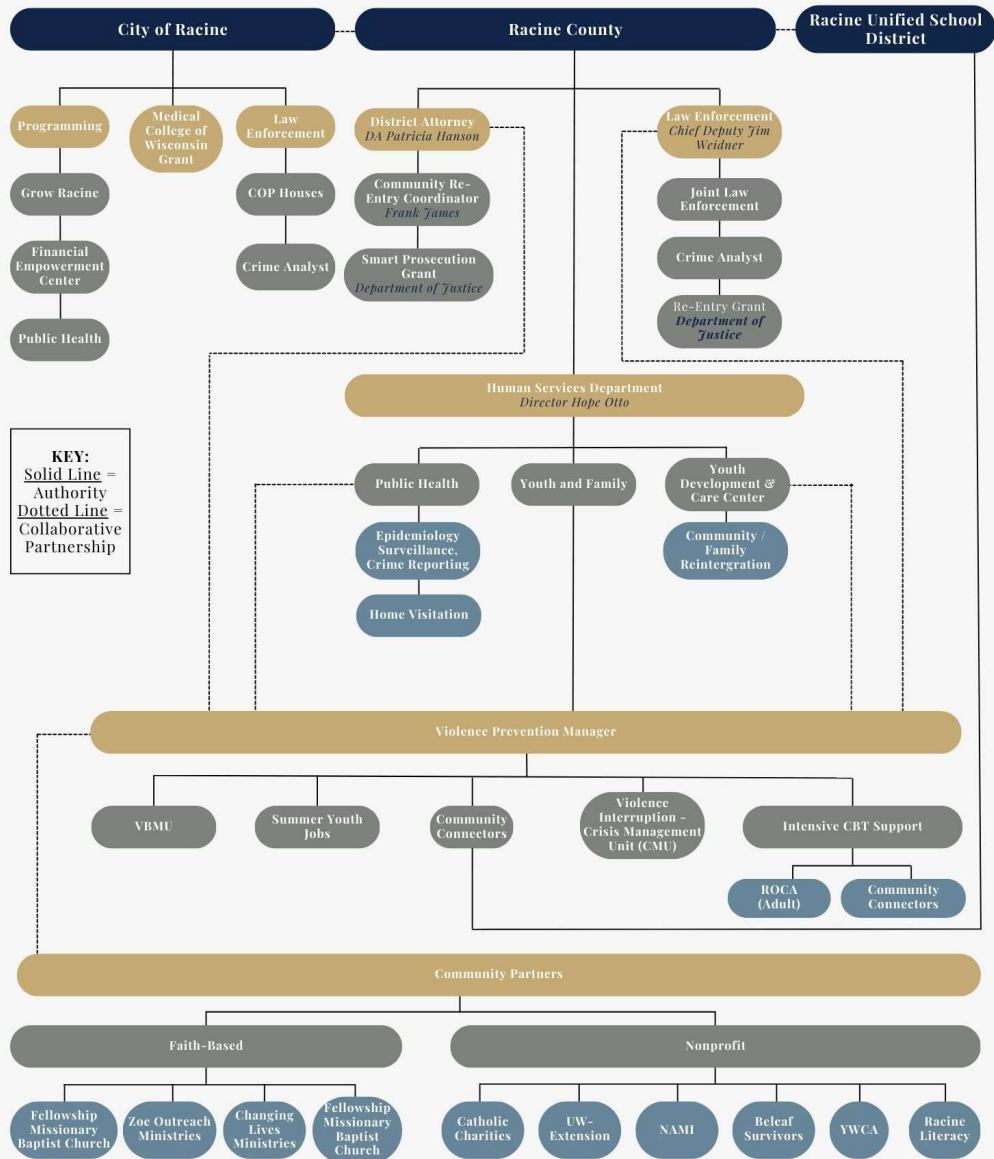 City of Racine
Racine County
Racine Unified School
District
Programming
Medical
College of
Wisconsin
Grant
Law
Enforcement
District Attorney
DA Patricia Hanson
Law Enforcement
Chief Deputy Jim
Weidner
Grow Racine
COP Houses
Community Re-
Entry Coordinator
Frank James
Joint Law
Enforcement
Financial
Empowerment
Center
Crime Analyst
Smart Prosecution
Grant
Department of Justice
Crime Analyst
Public Health
Re-Entry Grant
Department of
Justice
Human Services Department
Director Hope Otto
KEY:
Solid Line =
Authority
Dotted Line =
Collaborative
Partnership
Public Health
Youth and Family
Youth
Development &
Care Center
Epidemiology
Surveillance,
Crime Reporting
Community /
Family
Reintergration
Home Visitation
Violence Prevention Manager
VBMU
Summer Youth
Jobs
Community
Connectors
Violence
Interruption -
Crisis Management
Unit (CMU)
Intensive CBT Support
ROCA
(Adult)
Community
Connectors
Community Partners
Faith-Based
Nonprofit
Fellowship
Missionary
Baptist Church
Zoe Outreach
Ministries
Changing
Lives
Ministries
Fellowship
Missionary
Baptist
Church
Catholic
Charities
UW-
Extension
NAMI
Beleaf
Survivors
YWCA
Racine
Literacy